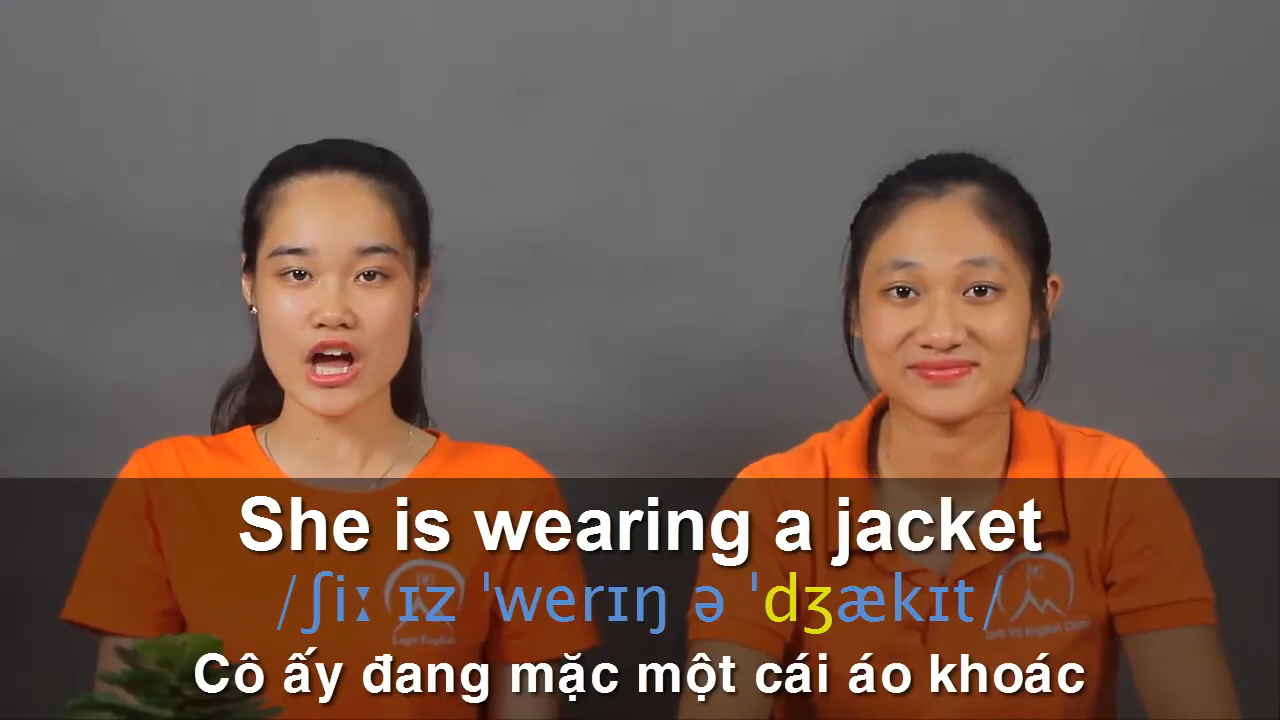 She is wearing a jacket
/ʃiː ɪz ˈwerɪŋ ə ˈdʒækɪt/
Cô ấy đang mặc một cái áo khoác